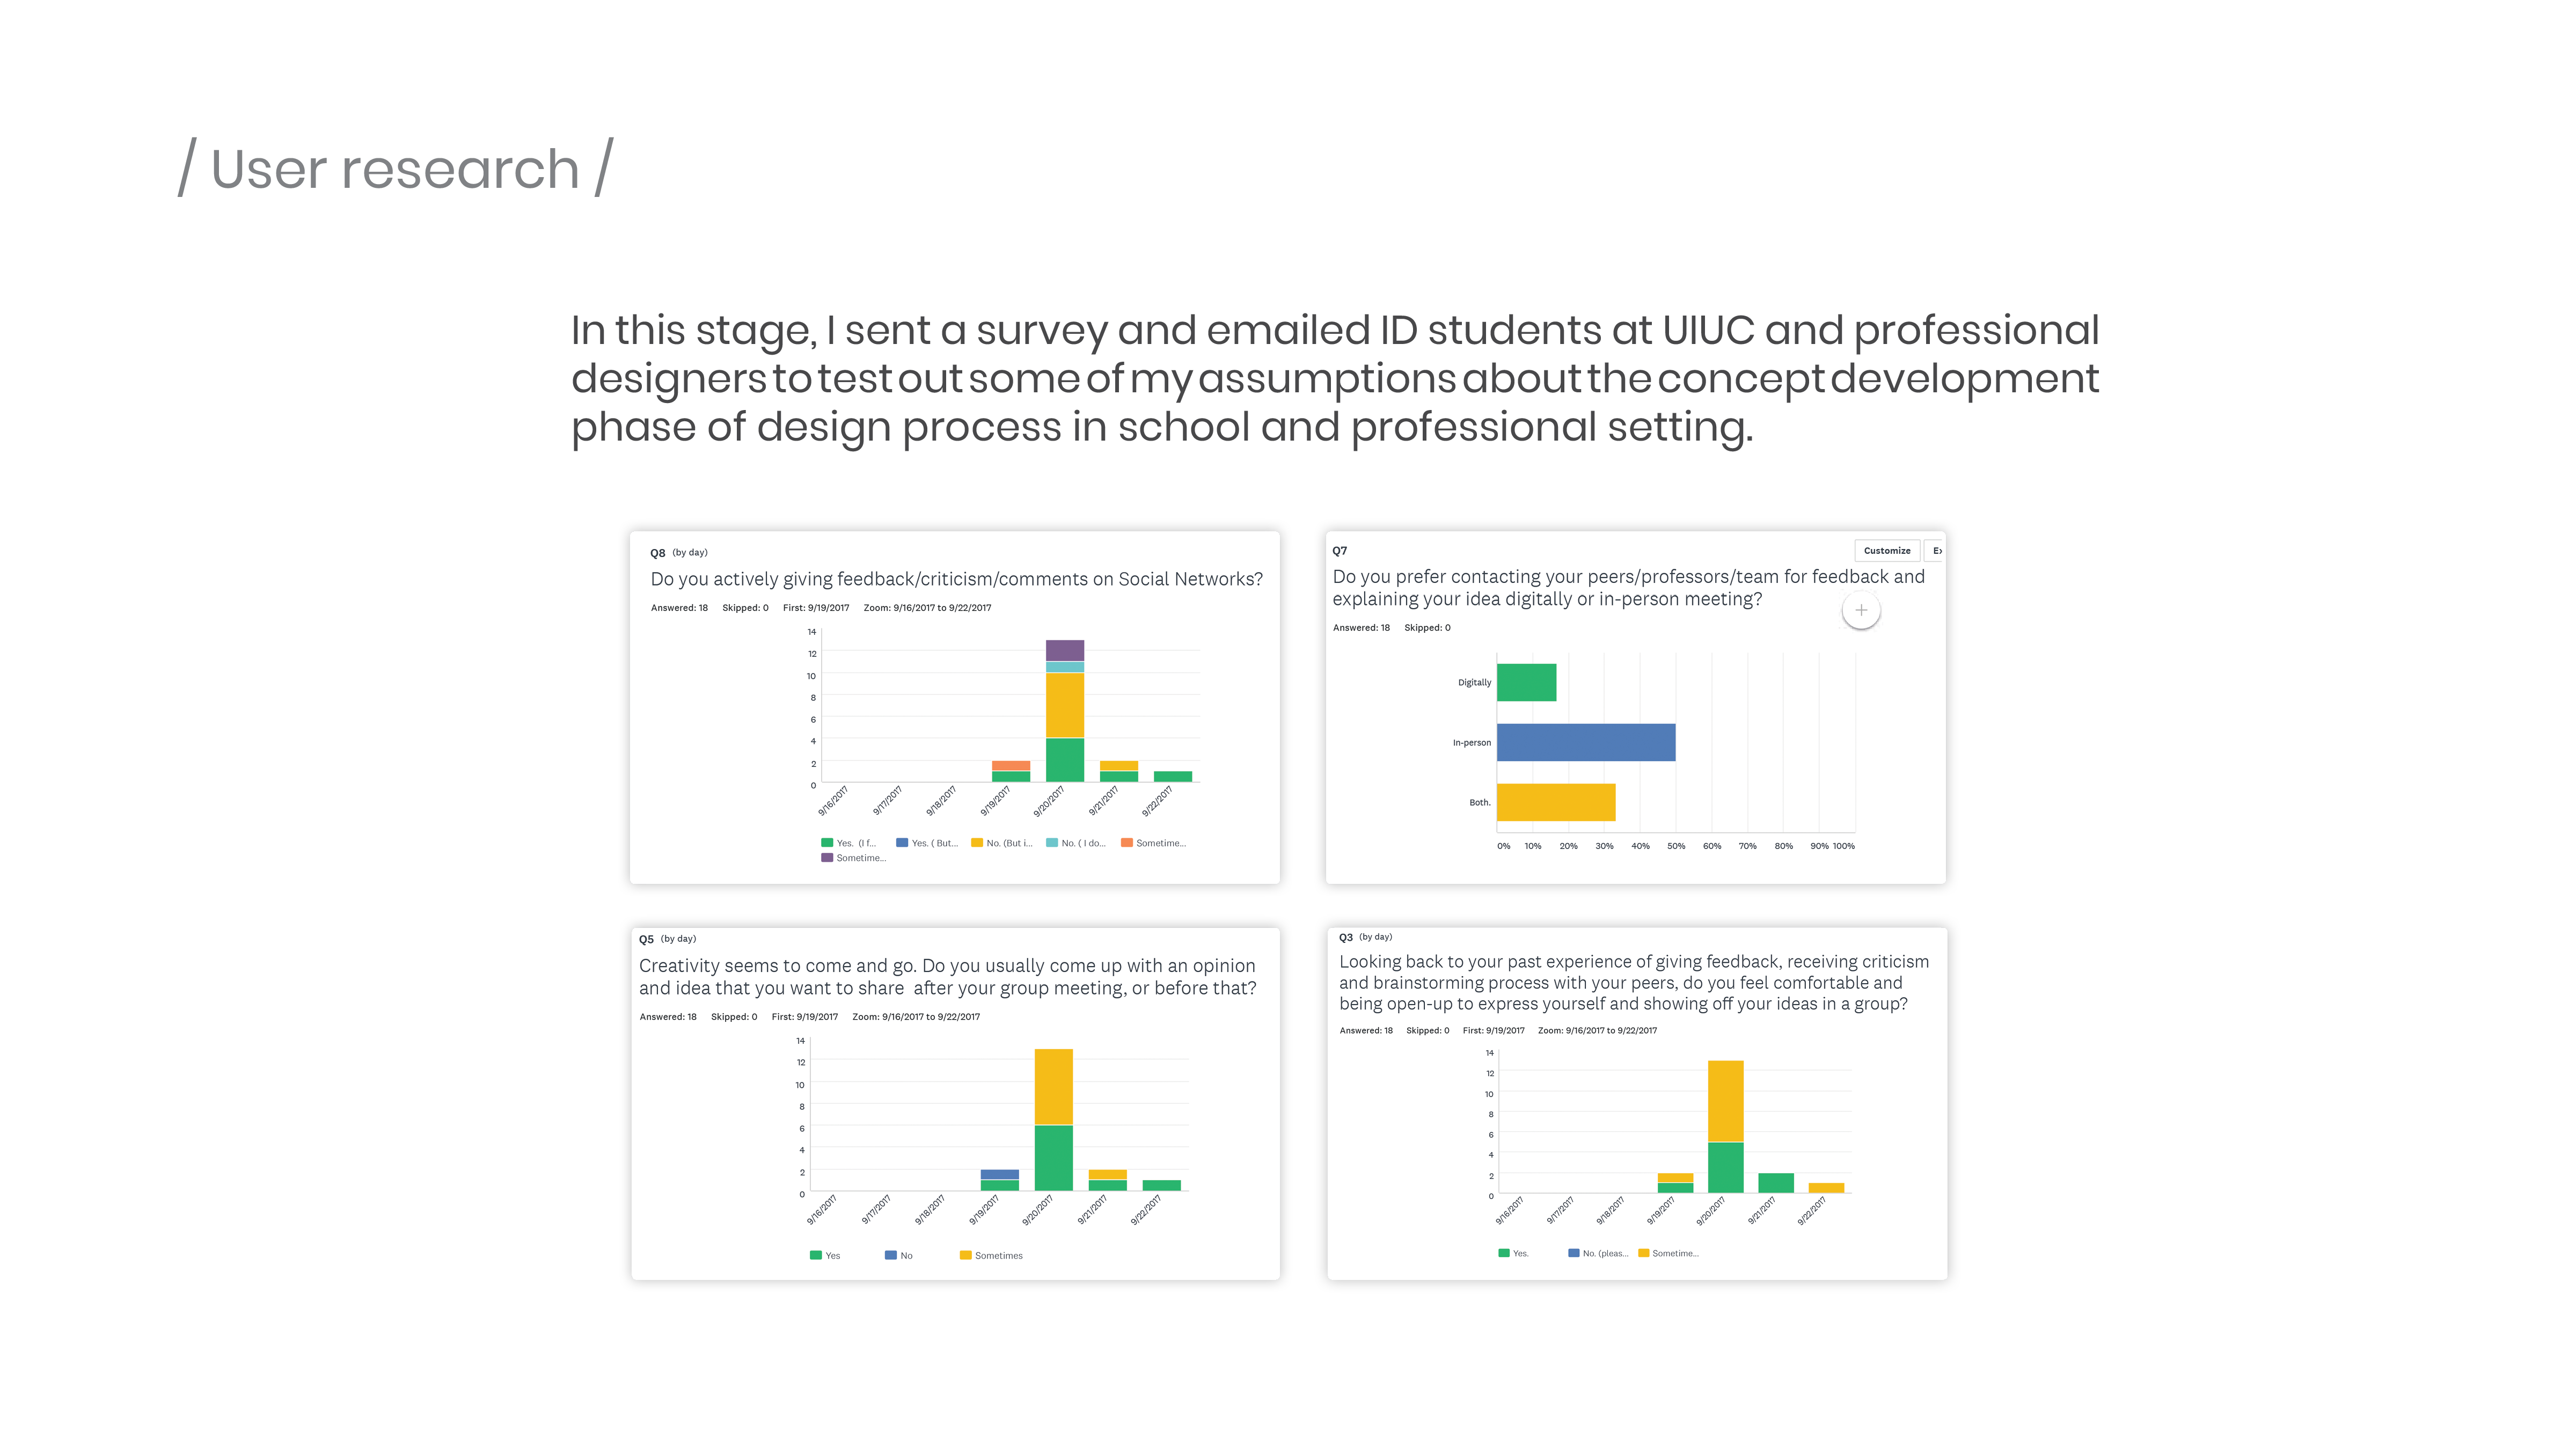 / User research /
In this stage, I sent a survey and emailed ID students at UIUC and professional
designers to test out some of my assumptions about the concept development
phase of design process in school and professional setting.
Q8 (by day)
Do you actively giving feedback/criticism/comments on Social Networks?
Answered: 18 Skipped: 0 First: 9/19/2017 Zoom: 9/16/2017 to 9/22/2017
14
12
10
8
6
4
2
0
9/16/2017 9/17/2017 9/18/2017 9/19/2017 9/20/2017 9/21/2017 9/22/2017
Yes. (I f... Yes. ( But... No. (But i... No. ( I do... Sometime...
Sometime...
Q7
Customize Ex
Do you prefer contacting your peers/professors/team for feedback and
explaining your idea digitally or in-person meeting?
+
Answered: 18 Skipped: 0
Digitally
In-person
Both.
0% 10% 20% 30% 40% 50% 60% 70% 80% 90% 100%
Q5 (by day)
Creativity seems to come and go. Do you usually come up with an opinion
and idea that you want to share after your group meeting, or before that?
Answered: 18 Skipped: 0 First: 9/19/2017 Zoom: 9/16/2017 to 9/22/2017
14
12
10
8
6
4
2
0
9/16/2017 9/17/2017 9/18/2017 9/19/2017 9/20/2017 9/21/2017 9/22/2017
Yes No Sometimes
Q3 (by day)
Looking back to your past experience of giving feedback, receiving criticism
and brainstorming process with your peers, do you feel comfortable and
being open-up to express yourself and showing off your ideas in a group?
Answered: 18 Skipped: 0 First: 9/19/2017 Zoom: 9/16/2017 to 9/22/2017
14
12
10
8
6
4
2
0
9/16/2017 9/17/2017 9/18/2017 9/19/2017 9/20/2017 9/21/2017 9/22/2017
Yes. No. (pleas... Sometime...